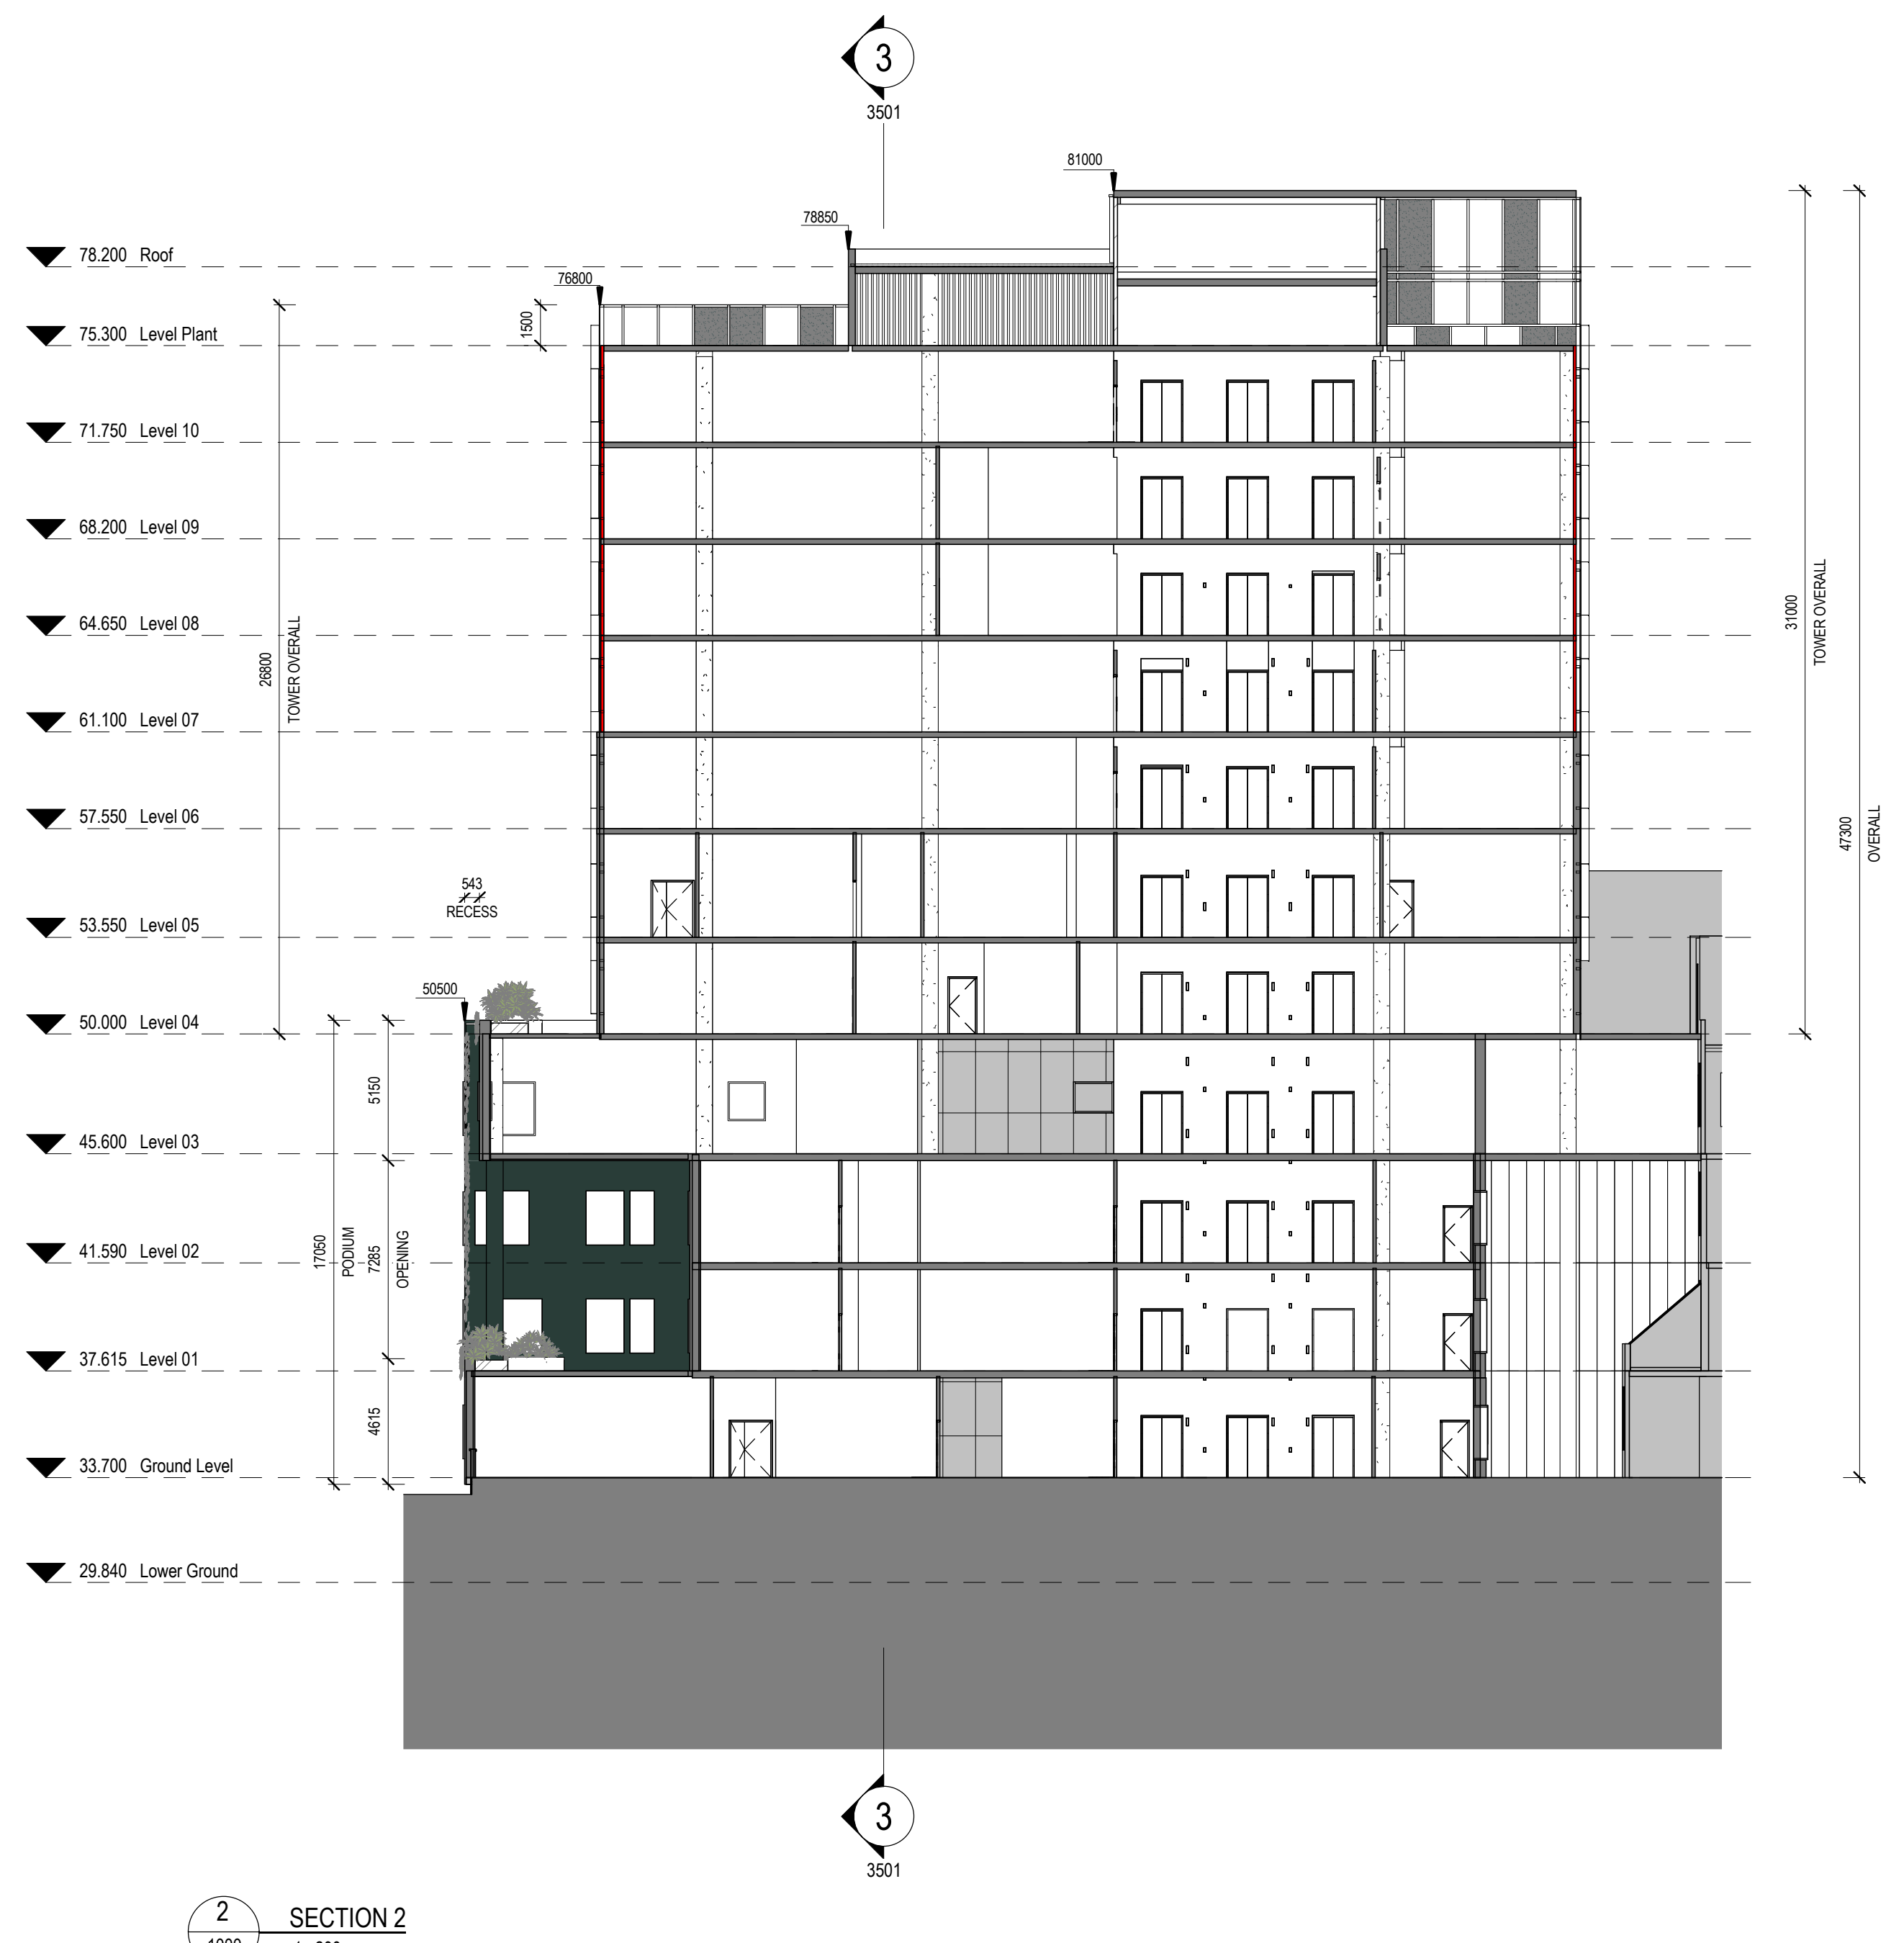 3
3501
81000
78850
78.200 Roof
76800
1500
75.300 Level Plant
71.750 Level 10
68.200 Level 09
64.650 Level 08
26800
TOWER OVERALL
31000
TOWER OVERALL
61.100 Level 07
57.550 Level 06
47300
OVERALL
543
RECESS
53.550 Level 05
50500
50.000 Level 04
5150
45.600 Level 03
17050
PODIUM
7285
OPENING
41.590 Level 02
37.615 Level 01
4615
33.700 Ground Level
29.840 Lower Ground
3
3501
2
SECTION 2